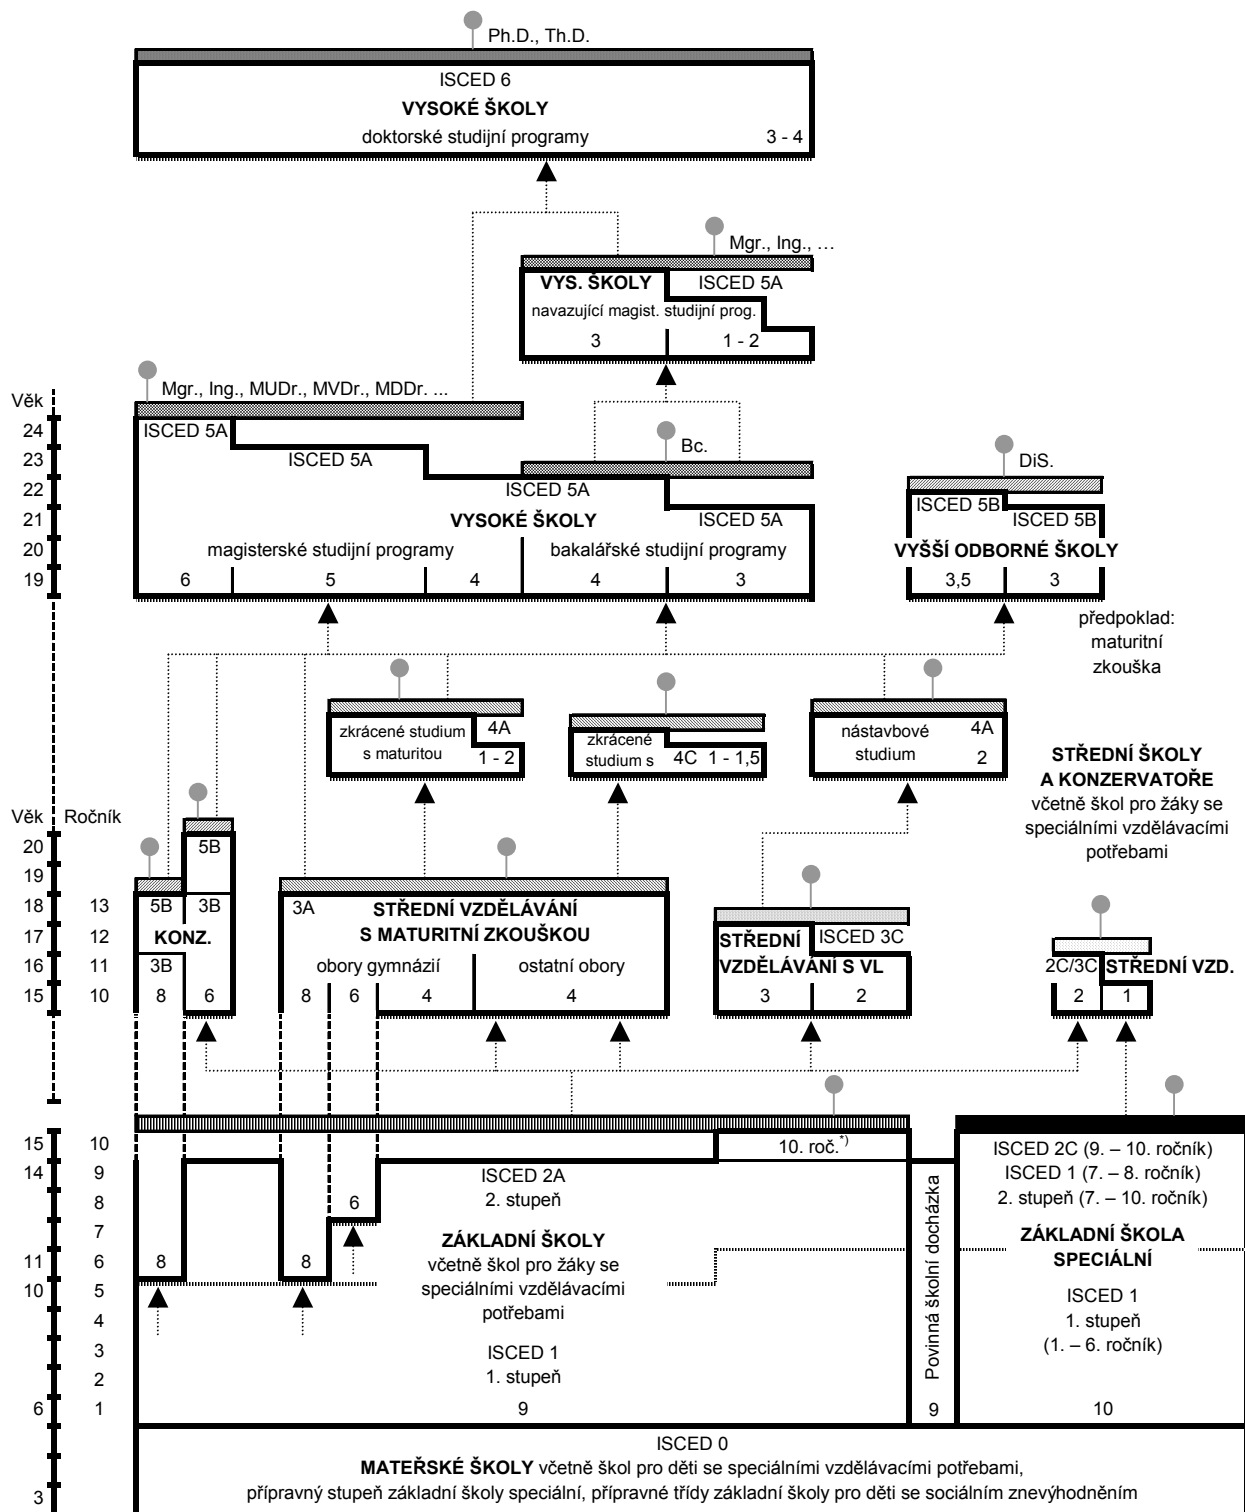 Ph.D., Th.D.
ISCED 6
VYSOKÉ ŠKOLY
doktorské studijní programy 3 - 4
Mgr., Ing., …
VYS. ŠKOLY ISCED 5A
navazující magist. studijní prog.
3 1 - 2
Mgr., Ing., MUDr., MVDr., MDDr. ...
Věk
24 ISCED 5A
23 ISCED 5A
Bc.
DiS.
22 ISCED 5A
ISCED 5B
21 ISCED 5A ISCED 5B
VYSOKÉ ŠKOLY
20 magisterské studijní programy bakalářské studijní programy VYŠŠÍ ODBORNÉ ŠKOLY
19 6 5 4 4 3 3,5 3
předpoklad:
maturitní
zkouška
zkrácené studium 4A
s maturitou 1 - 2
zkrácené
studium s 4C 1 - 1,5
nástavbové 4A
studium 2
STŘEDNÍ ŠKOLY
A KONZERVATOŘE
včetně škol pro žáky se
speciálními vzdělávacími
potřebami
Věk Ročník
20 5B
19
18 13 5B 3B 3A STŘEDNÍ VZDĚLÁVÁNÍ
17 12 KONZ. S MATURITNÍ ZKOUŠKOU STŘEDNÍ ISCED 3C
16 11 3B obory gymnázií ostatní obory VZDĚLÁVÁNÍ S VL 2C/3C STŘEDNÍ VZD.
15 10 8 6 8 6 4 4 3 2 2 1
15 10 10. roč.*) ISCED 2C (9. – 10. ročník)
14 9 ISCED 2A ISCED 1 (7. – 8. ročník)
8 6 2. stupeň 2. stupeň (7. – 10. ročník)
7
ZÁKLADNÍ ŠKOLY ZÁKLADNÍ ŠKOLA
11 6 8 8 včetně škol pro žáky se SPECIÁLNÍ
10 5 speciálními vzdělávacími
potřebami ISCED 1
4 1. stupeň
3 ISCED 1 (1. – 6. ročník)
2 1. stupeň
Povinná školní docházka
6 1 9 9 10
ISCED 0
MATEŘSKÉ ŠKOLY včetně škol pro děti se speciálními vzdělávacími potřebami,
3 přípravný stupeň základní školy speciální, přípravné třídy základní školy pro děti se sociálním znevýhodněním